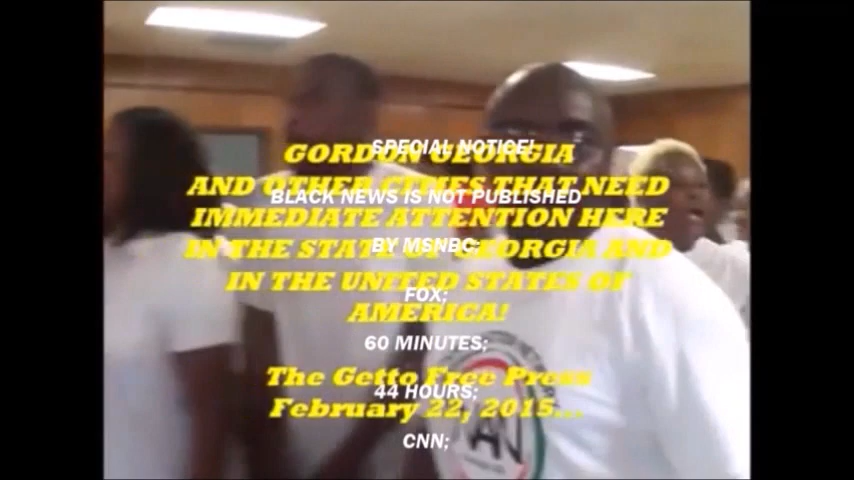 SPECIAL NOTICE!
GORDON GEORGIA
AND OTHER CITIES THAT NEED
BLACK NEWS IS NOT PUBLISHED
IMMEDIATE ATTENTION HERE
BY MSNBC;
IN THE STATE OF GEORGIA AND
IN THE UNITED STATES OF
FOX;
AMERICA!
60 MINUTES;
The Getto Free Press
44 HOURS;
February 22, 2015...
CNN;